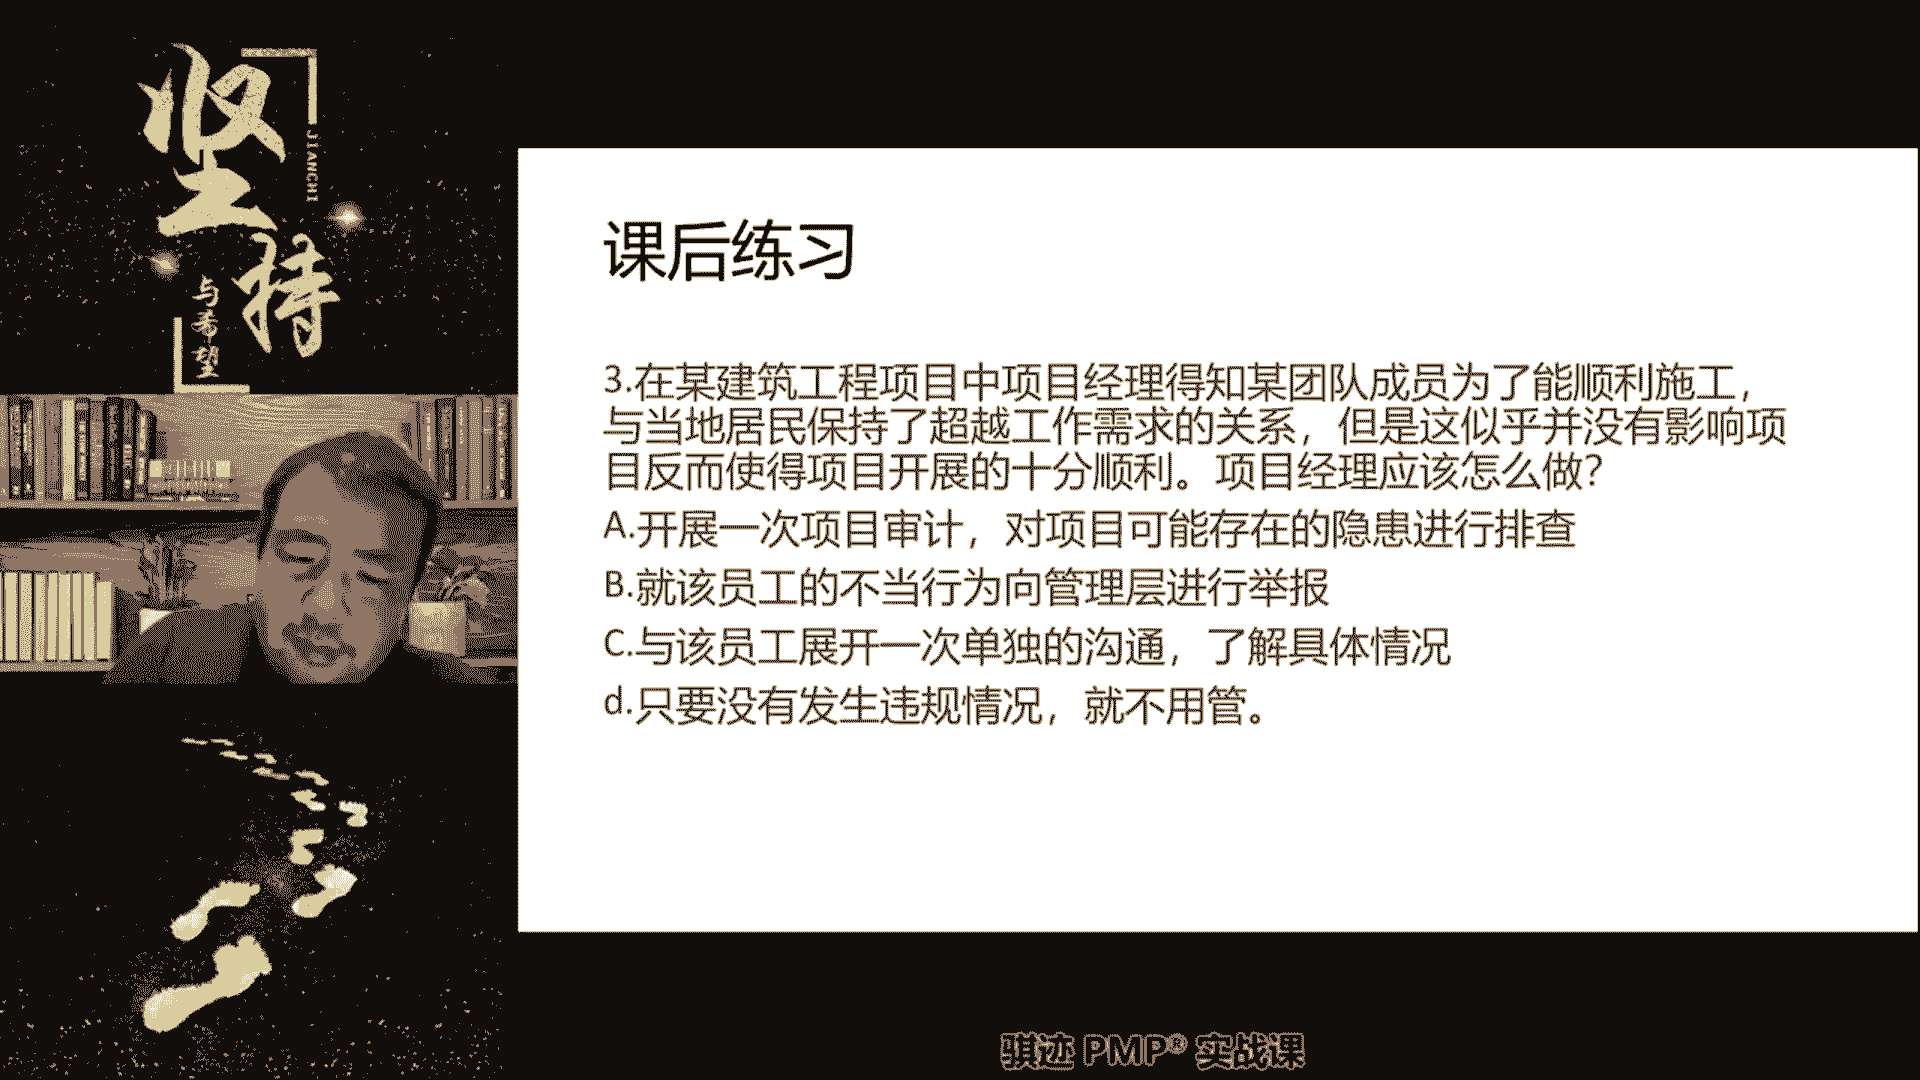 坚持
JIANCHI
与希望
课后练习
3.在某建筑工程项目中项目经理得知某团队成员为了能顺利施工，
与当地居民保持了超越工作需求的关系，但是这似乎并没有影响项
目反而使得项目开展的十分顺利。项目经理应该怎么做？
A.开展一次项目审计，对项目可能存在的隐患进行排查
B.就该员工的不当行为向管理层进行举报
C.与该员工展开一次单独的沟通，了解具体情况
d.只要没有发生违规情况，就不用管。
骐迹 PMP® 实战课